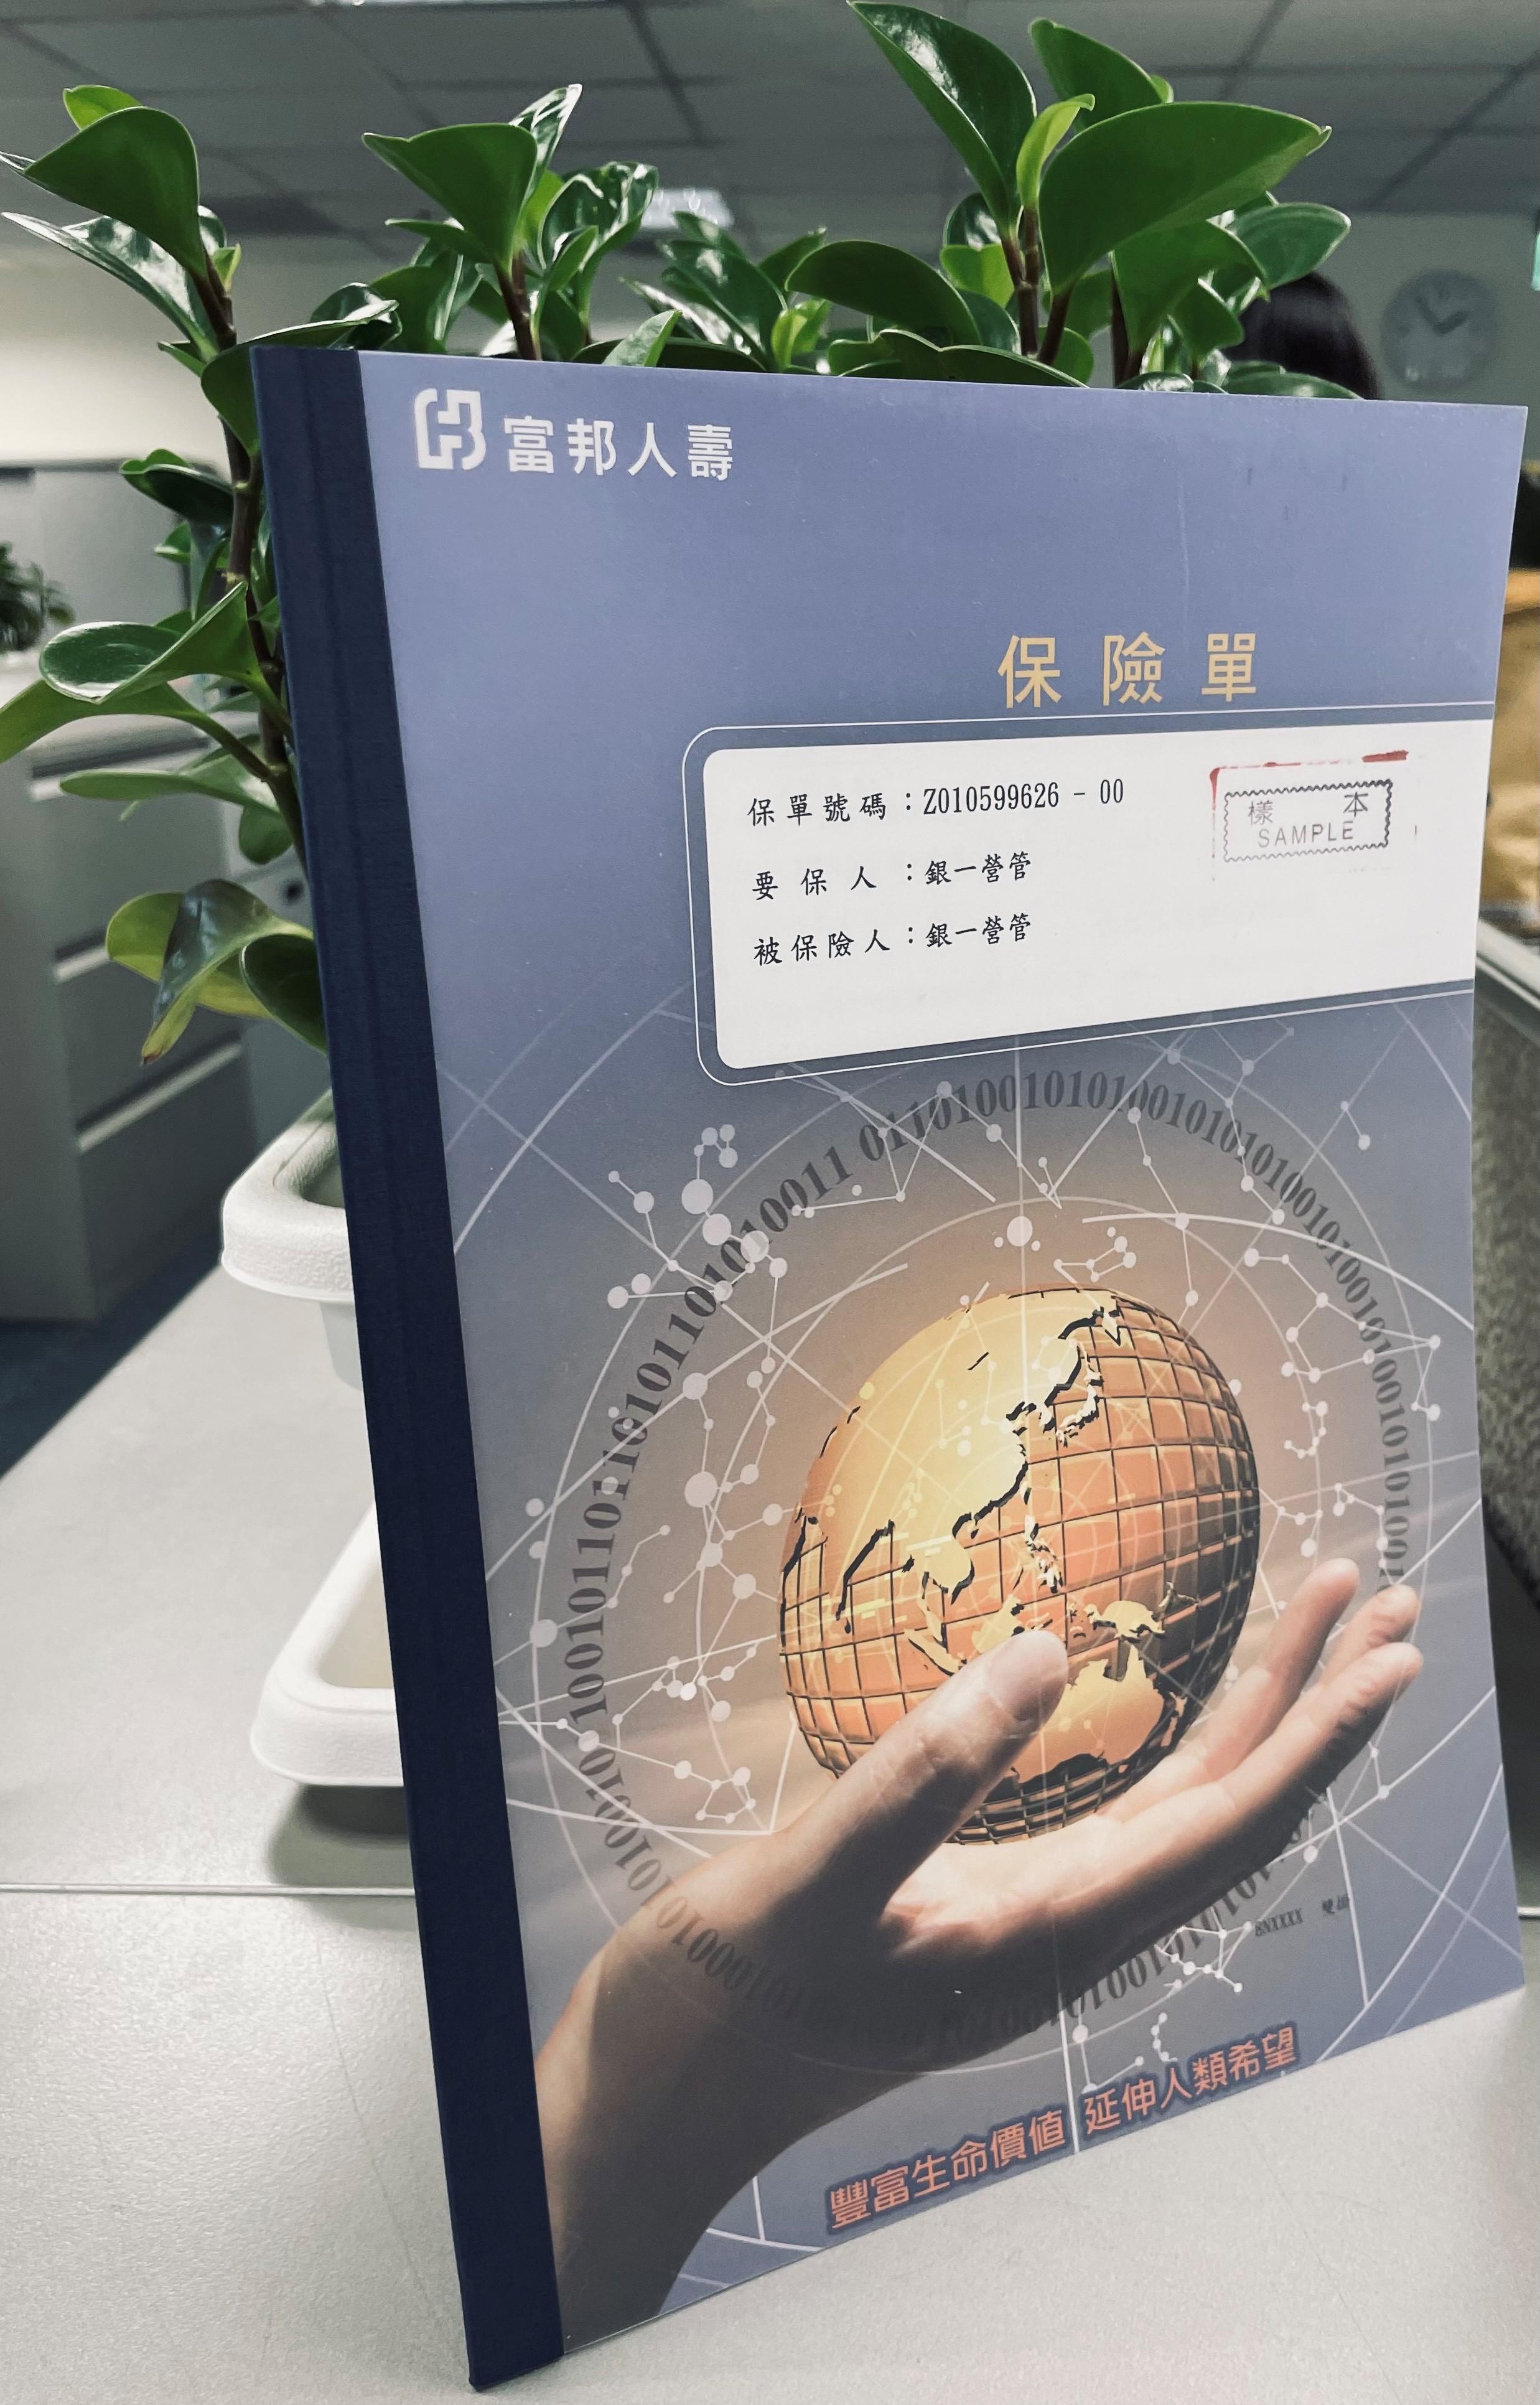 富邦人壽
保險單
保單號碼：Z010599626 - 00
樣 本
SAMPLE
要保人：銀一營管
被保險人：銀一營管
BNXXXX
豐富生命價值 延伸人類希望